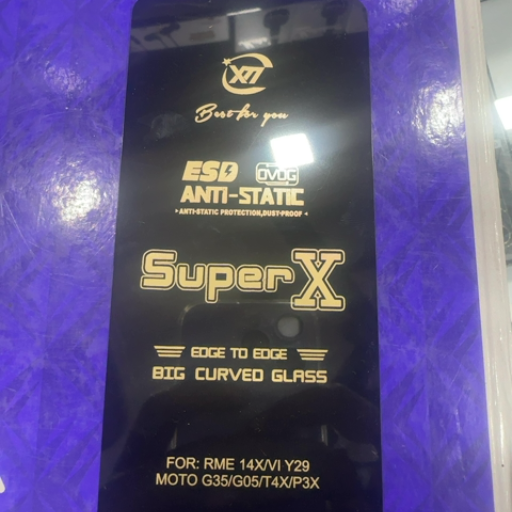 XTI
Best for you
ESD OVOG
ANTI-STATIC
ANTI-STATIC PROTECTION,DUST-PROOF
Super X
EDGE TO EDGE
BIG CURVED GLASS
FOR: RME 14X/VI Y29
MOTO G35/G05/T4X/P3X